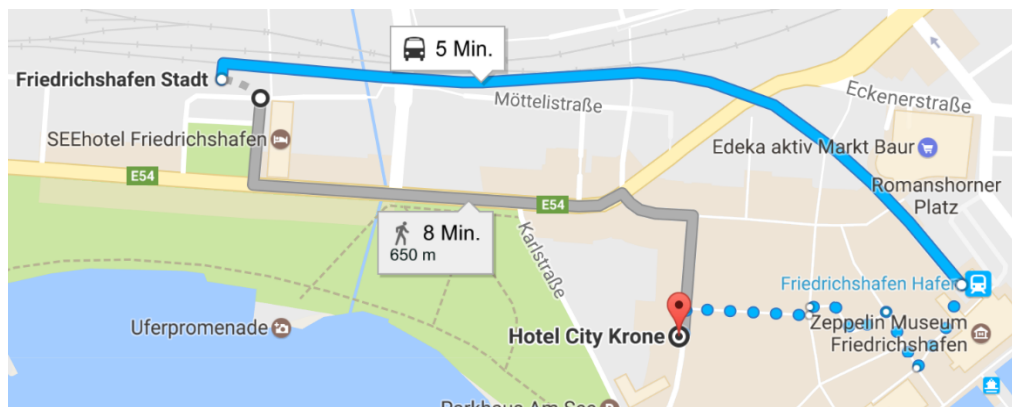 5 Min.
Friedrichshafen Stadt
Möttelistraße
Eckenerstraße
SEEhotel Friedrichshafen
Edeka aktiv Markt Baur
E54
Romanshorner
Platz
E54
8 Min.
650 m
Karlstraße
Friedrichshafen Hafen
Uferpromenade
Hotel City Krone
Zeppelin Museum
Friedrichshafen
Parkhaus Am See